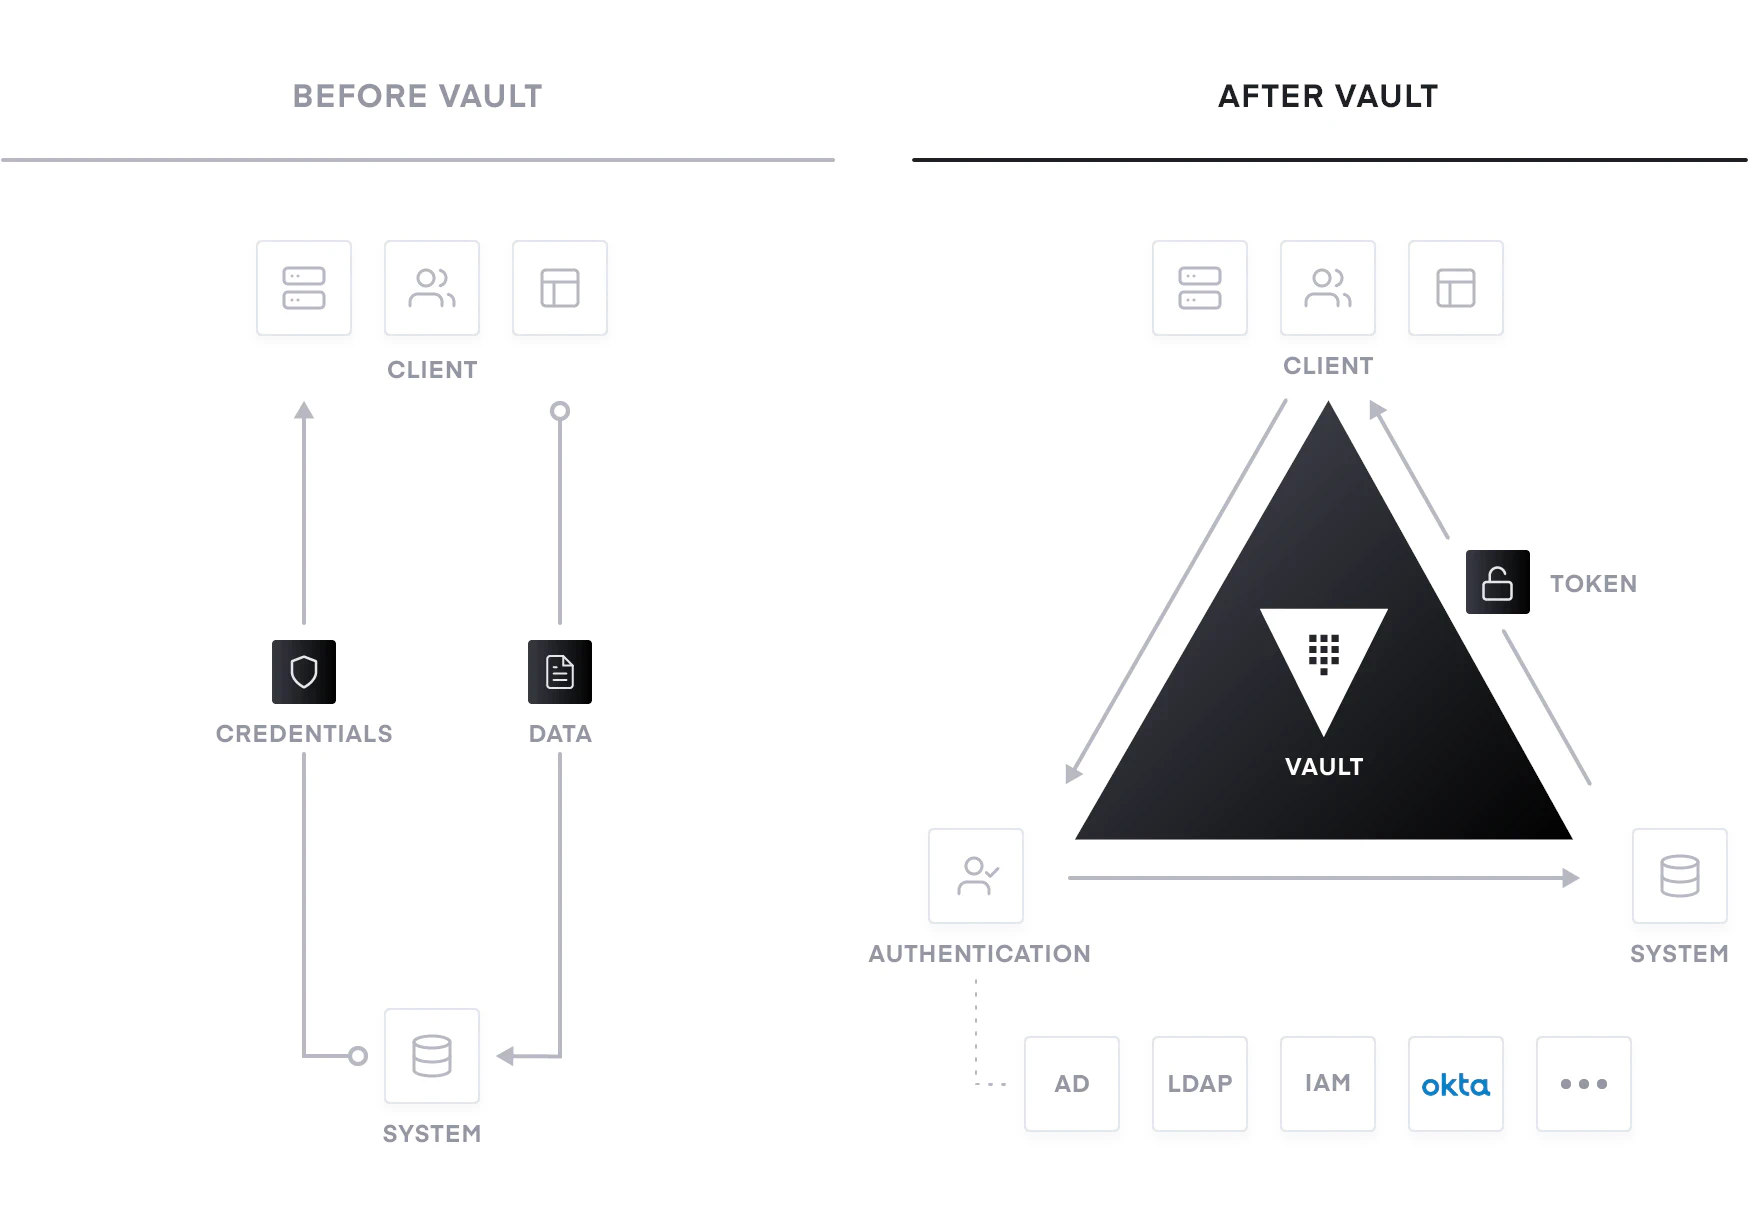 BEFORE VAULT
CLIENT
CREDENTIALS
DATA
SYSTEM
AFTER VAULT
CLIENT
TOKEN
VAULT
AUTHENTICATION
SYSTEM
AD
LDAP
IAM
okta